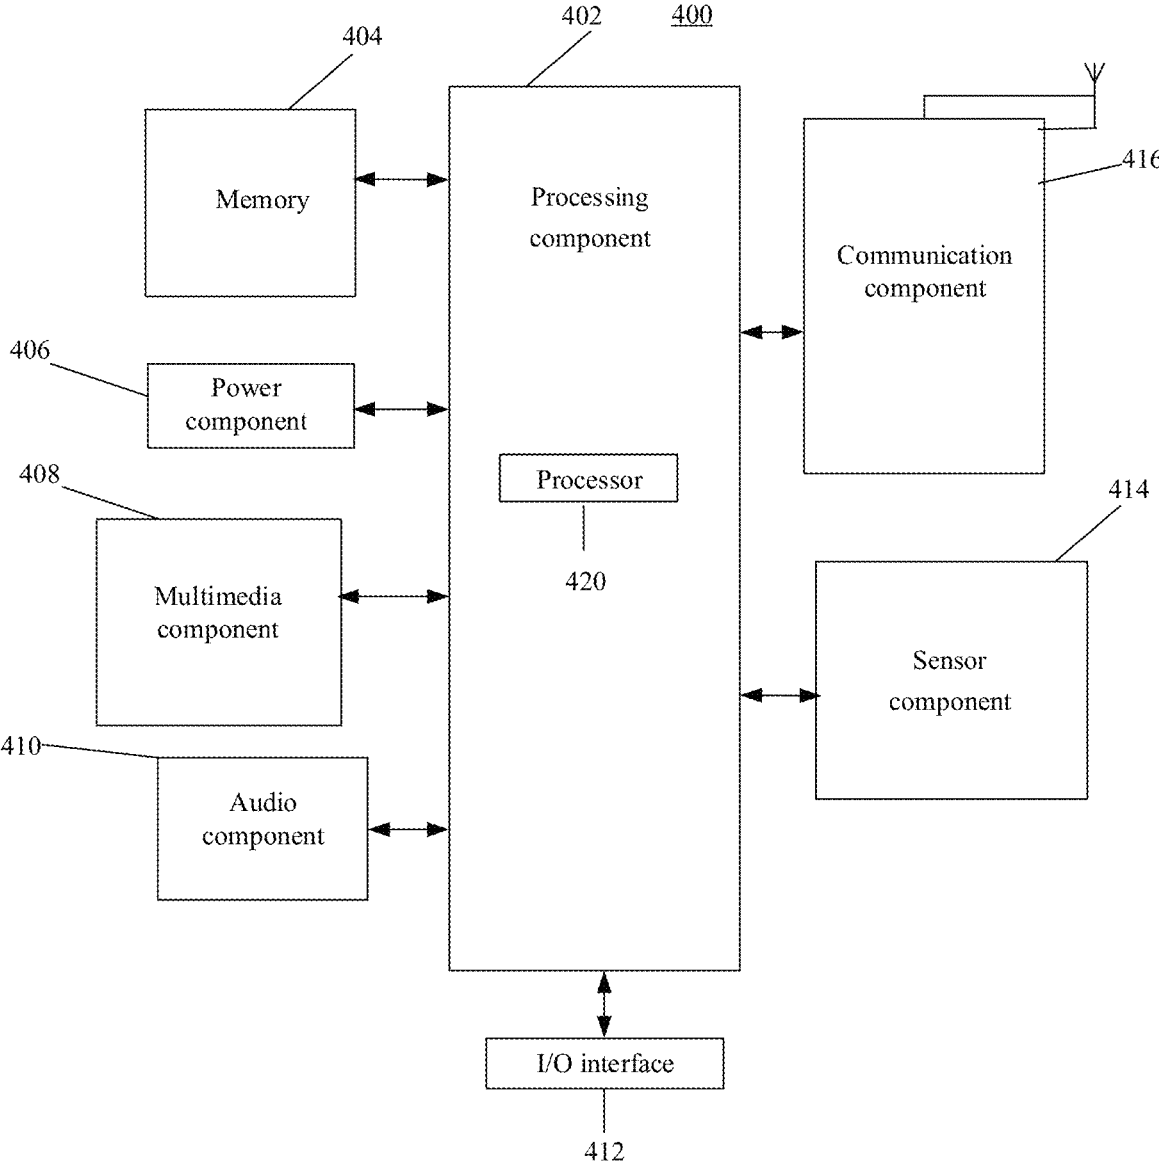 402
400
404
Memory
Processing
component
416
Communication
component
406
Power
component
408
Processor
420
414
Multimedia
component
Sensor
component
410
Audio
component
I/O interface
412